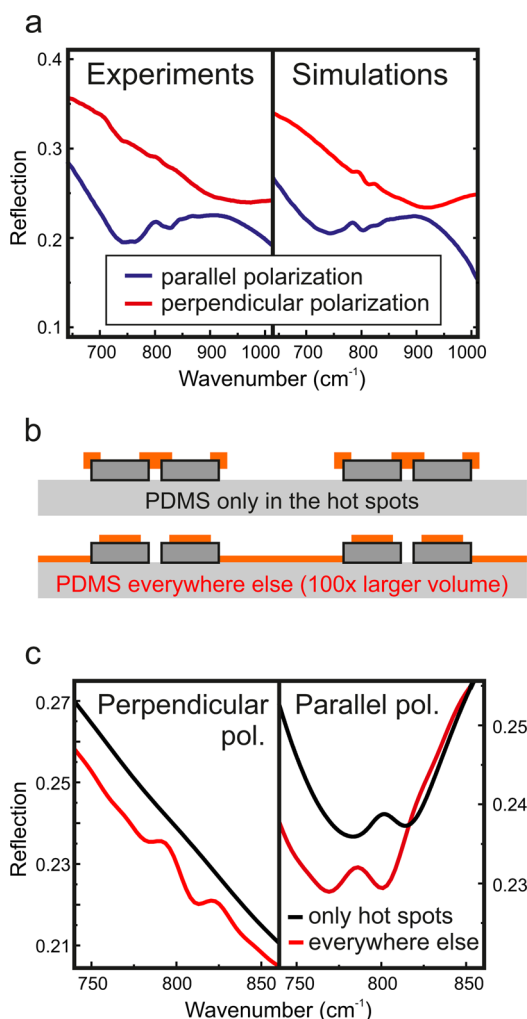 a
Experiments
Simulations
0.4
0.3
0.2
0.1
Reflection
parallel polarization
perpendicular polarization
700 800 900 1000
700 800 900 1000
Wavenumber (cm-1)
Wavenumber (cm-1)
b
PDMS only in the hot spots
PDMS everywhere else (100x larger volume)
c
Perpendicular
pol.
Parallel pol.
0.27
0.25
0.23
0.21
Reflection
0.25
0.24
0.23
only hot spots
everywhere else
750 800 850
750 800 850
Wavenumber (cm-1)